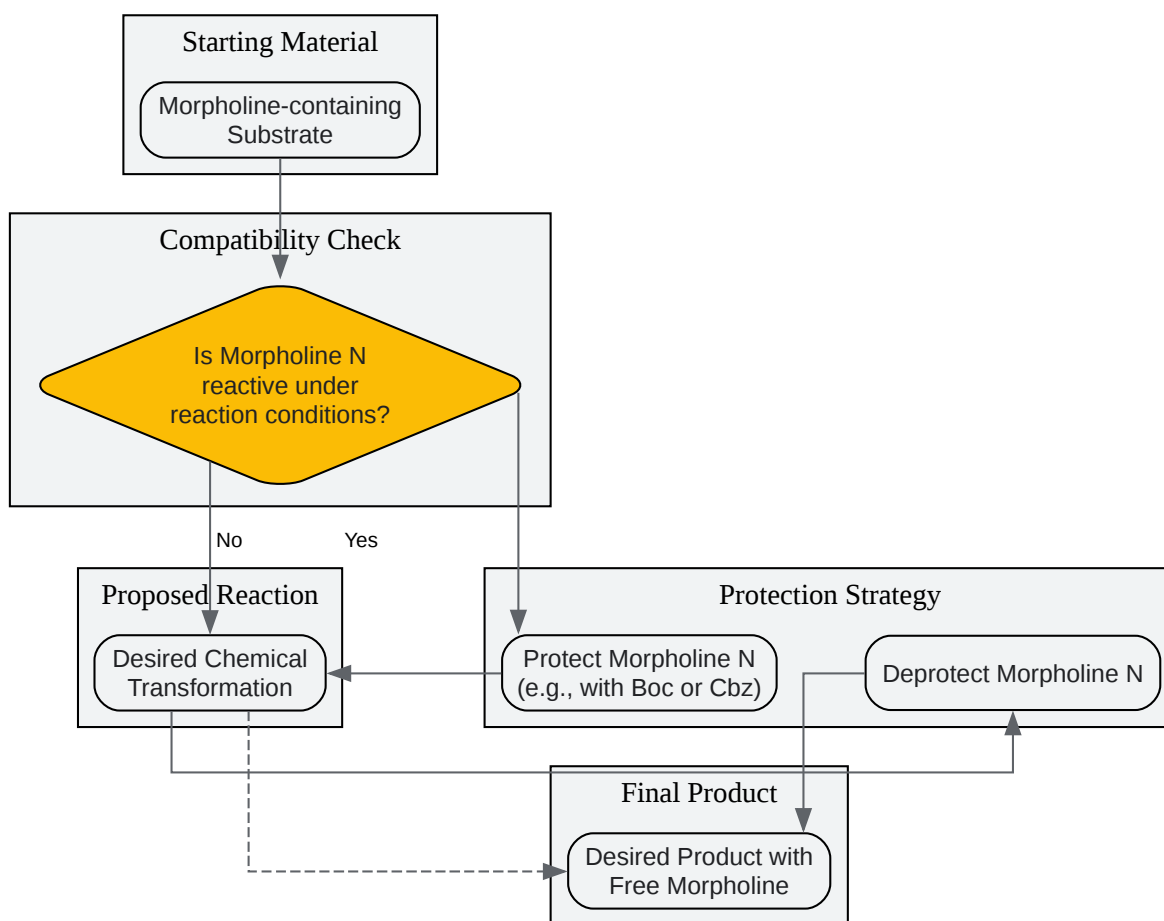 Starting Material
Morpholine-containing
Substrate
Compatibility Check
Is Morpholine N
reactive under
reaction conditions?
No
Yes
Proposed Reaction
Desired Chemical
Transformation
Protection Strategy
Protect Morpholine N
(e.g., with Boc or Cbz)
Deprotect Morpholine N
Final Product
Desired Product with
Free Morpholine